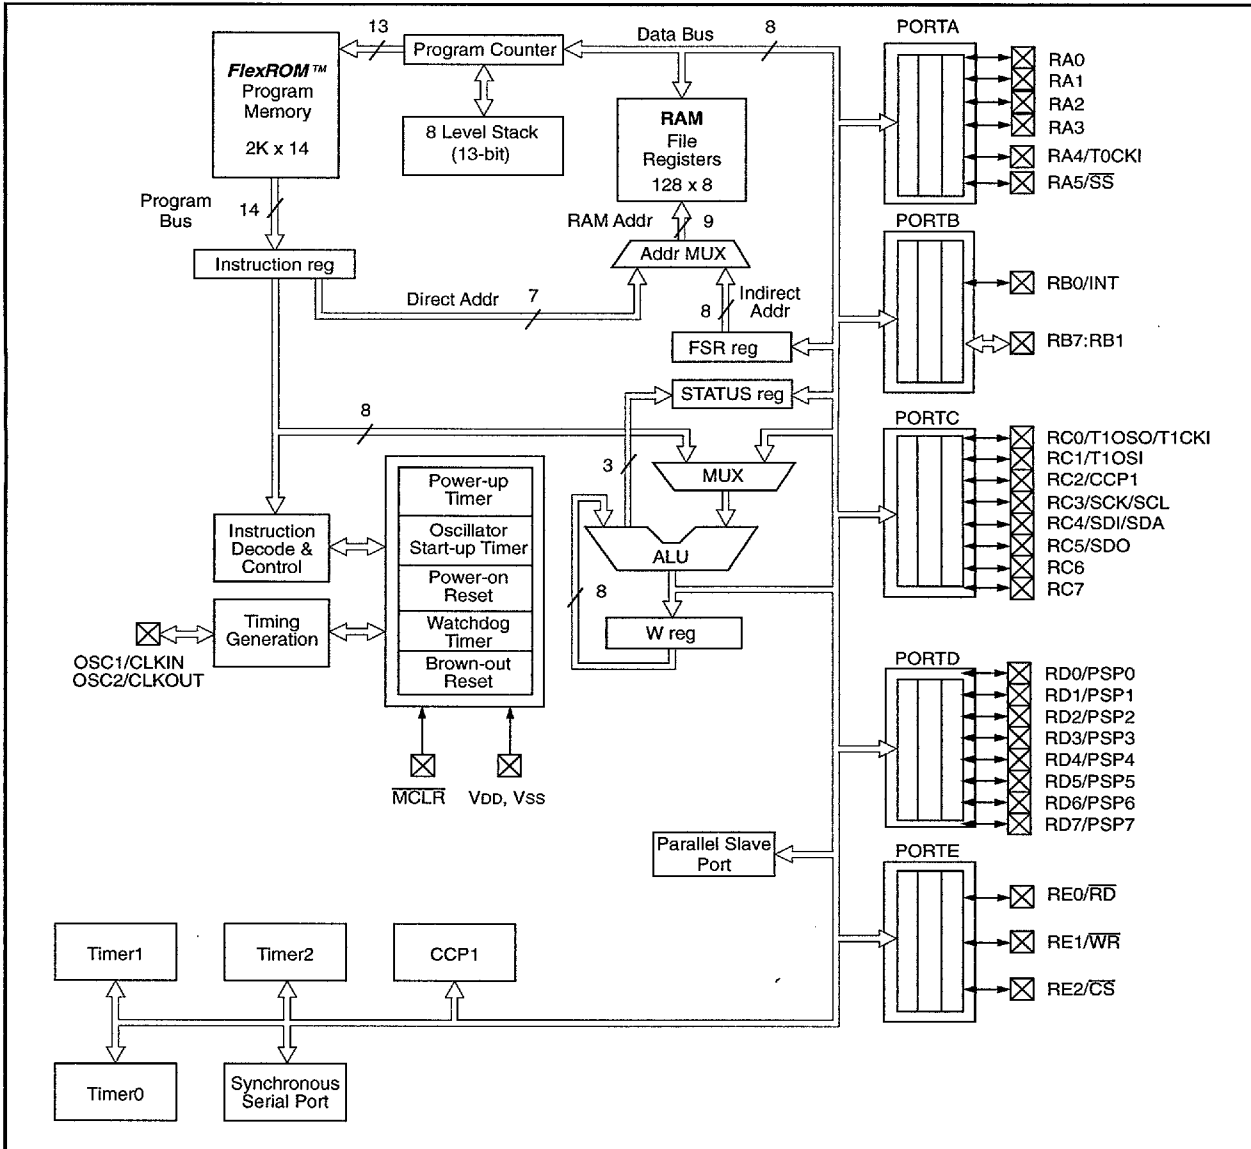 FlexROM™
Program
Memory
2K x 14
13
Program Counter
Data Bus
8
8 Level Stack
(13-bit)
RAM
File
Registers
128 x 8
Program
Bus
14
RAM Addr
9
Instruction reg
Addr MUX
Direct Addr
7
8
Indirect
Addr
FSR reg
STATUS reg
8
3
MUX
Power-up
Timer
Oscillator
Start-up Timer
Power-on
Reset
Watchdog
Timer
Brown-out
Reset
Instruction
Decode &
Control
ALU
8
W reg
Timing
Generation
OSC1/CLKIN
OSC2/CLKOUT
M̅C̅L̅R̅
VDD, VSS
Parallel Slave
Port
Timer1
Timer2
CCP1
Timer0
Synchronous
Serial Port
PORTA
RA0
RA1
RA2
RA3
RA4/T0CKI
RA5/S̅S̅
PORTB
RB0/INT
RB7:RB1
PORTC
RC0/T1OSO/T1CKI
RC1/T1OSI
RC2/CCP1
RC3/SCK/SCL
RC4/SDI/SDA
RC5/SDO
RC6
RC7
PORTD
RD0/PSP0
RD1/PSP1
RD2/PSP2
RD3/PSP3
RD4/PSP4
RD5/PSP5
RD6/PSP6
RD7/PSP7
PORTE
RE0/R̅D̅
RE1/W̅R̅
RE2/C̅S̅